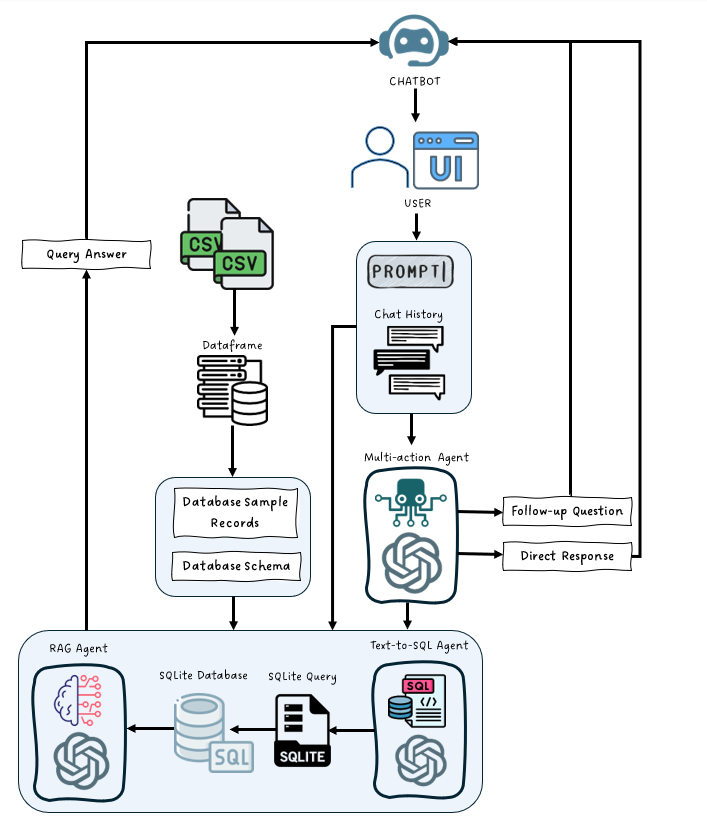 CHATBOT
UI
USER
Query Answer
CSV
CSV
PROMPT
Chat History
Dataframe
Multi-action Agent
Database Sample
Records
Follow-up Question
Database Schema
Direct Response
RAG Agent
Text-to-SQL Agent
SQLite Database
SQLite Query
SQL
</>
SQL
SQLITE